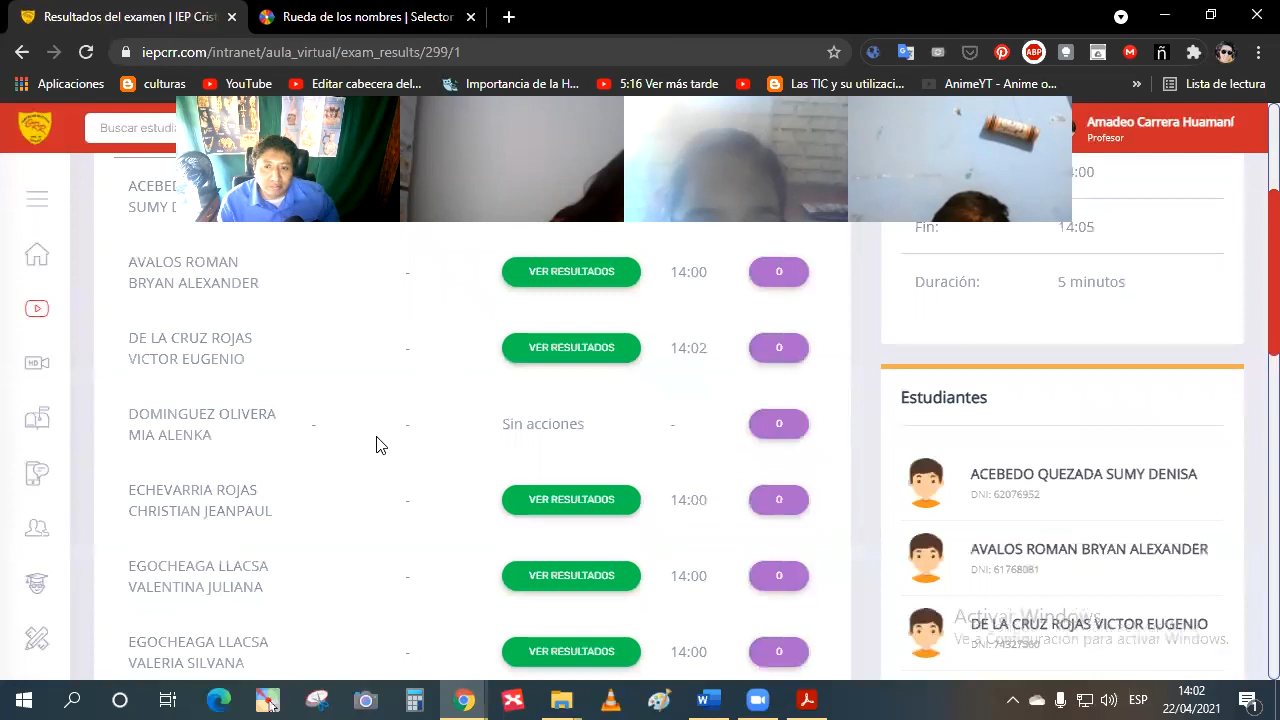 JEP Crist
Rueda de nombres | Selector
iepcrr.com/intranet/aula_virtual/exam_results/299/1
Aplicaciones
culturas
YouTube
Editar cabecera del...
Importancia de la H...
5:16 Ver más tarde
Las TIC y su utilizaci...
AnimeYT - Anime o...
»
Lista de lectura
Buscar estudia
Amadeo Carrera Huamaní
Profesor
ACEBED
SUMY D
AVALOS ROMAN
BRYAN ALEXANDER
-
VER RESULTADOS
14:00
0
DE LA CRUZ ROJAS
VICTOR EUGENIO
-
VER RESULTADOS
14:02
0
DOMINGUEZ OLIVERA
MIA ALENKA
-
-
Sin acciones
-
0
ECHEVARRIA ROJAS
CHRISTIAN JEANPAUL
-
VER RESULTADOS
14:00
0
EGOCHEAGA LLACSA
VALENTINA JULIANA
-
VER RESULTADOS
14:00
0
EGOCHEAGA LLACSA
VALERIA SILVANA
-
VER RESULTADOS
14:00
0
:00
Fin: 14:05
Duración: 5 minutos
Estudiantes
ACEBEDO QUEZADA SUMY DENISA
DNI: 62076952
AVALOS ROMAN BRYAN ALEXANDER
DNI: 61768081
DE LA CRUZ ROJAS VICTOR EUGENIO
DNI: 74327360
Activar Windows
Ve a Configuración para activar Windows.
ESP
14:02
22/04/2021